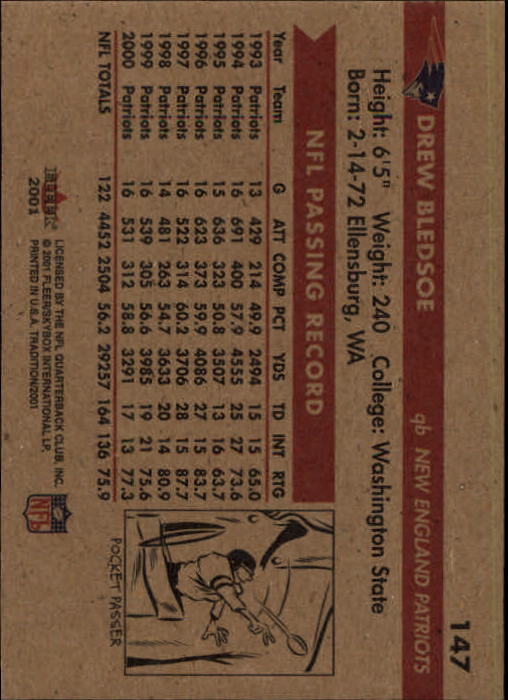 147
DREW BLEDSOE qb NEW ENGLAND PATRIOTS
Height: 6'5" Weight: 240 College: Washington State
Born: 2-14-72 Ellensburg, WA
NFL PASSING RECORD
Year Team G ATT COMP PCT YDS TD INT RTG
1993 Patriots 13 429 214 49.9 2494 15 15 65.0
1994 Patriots 16 691 400 57.9 4555 25 27 73.6
1995 Patriots 15 636 323 50.8 3507 13 16 63.7
1996 Patriots 16 623 373 59.9 4086 27 15 83.7
1997 Patriots 16 522 314 60.2 3706 28 15 87.7
1998 Patriots 14 481 263 54.7 3633 20 14 80.9
1999 Patriots 16 539 305 56.6 3985 19 21 75.6
2000 Patriots 16 531 312 58.8 3291 17 13 77.3
NFL TOTALS 122 4452 2504 56.2 29257 164 136 75.9
POCKET PASSER
FLEER
2001
LICENSED BY THE NFL QUARTERBACK CLUB, INC.
© 2001 FLEER/SKYBOX INTERNATIONAL LP.
PRINTED IN U.S.A. TRADITION/2001
NFL